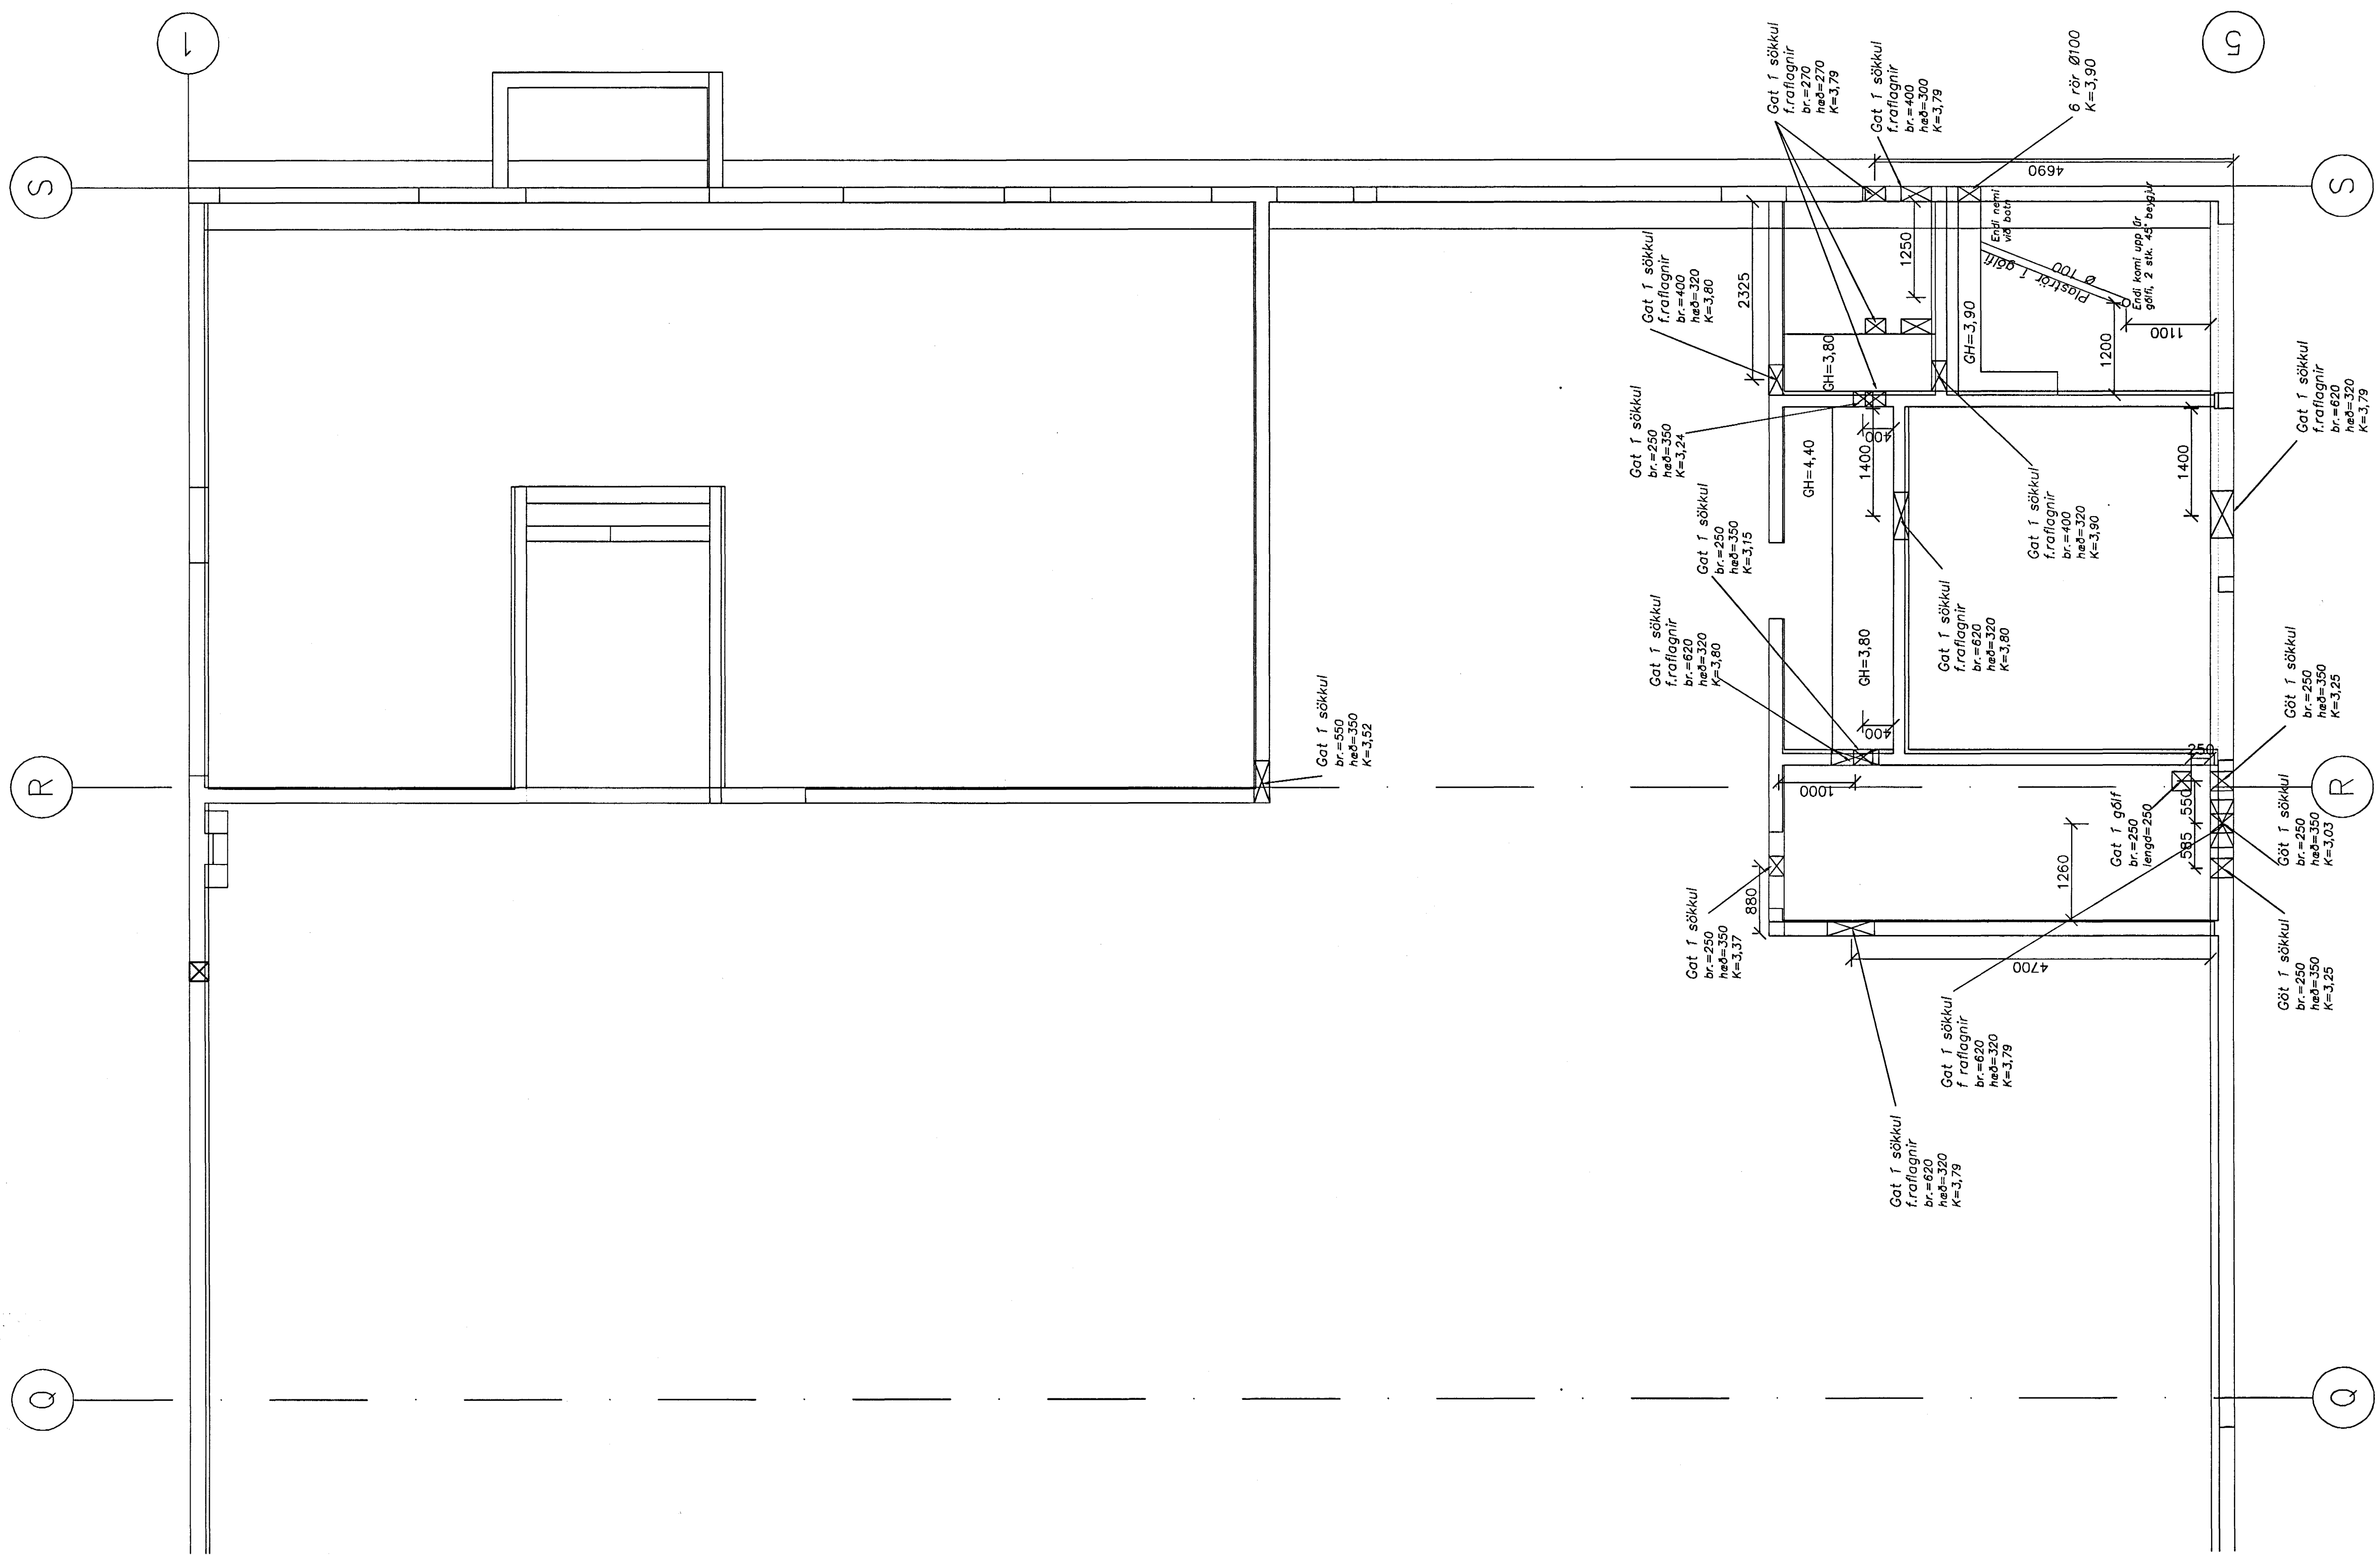 1
5
S
S
R
R
Q
Q
Gat í sökkul
f.raflagnir
br.=270
hæð=270
K=3,79
Gat í sökkul
f.raflagnir
br.=400
hæð=300
K=3,79
6 rör Ø100
K=3,90
4690
Gat í sökkul
f.raflagnir
br.=400
hæð=320
K=3,80
2325
1250
Endi nemi
við botn
Plaströr í gólfi
Ø 100
Endi komi upp úr
gólfi, 2 stk. 45° beygjur
1200
1100
GH=3,80
GH=3,90
Gat í sökkul
br.=250
hæð=350
K=3,24
400
1400
GH=4,40
1400
Gat í sökkul
f.raflagnir
br.=620
hæð=320
K=3,79
Gat í sökkul
br.=250
hæð=350
K=3,15
Gat í sökkul
f.raflagnir
br.=400
hæð=320
K=3,90
Gat í sökkul
f.raflagnir
br.=620
hæð=320
K=3,80
GH=3,80
400
Gat í sökkul
f.raflagnir
br.=620
hæð=320
K=3,80
Gat í sökkul
br.=550
hæð=350
K=3,52
1000
250
Göt í sökkul
br.=250
hæð=350
K=3,25
Gat í gólf
br.=250
lengd=250
550
585
1260
Göt í sökkul
br.=250
hæð=350
K=3,03
Gat í sökkul
br.=250
hæð=350
K=3,37
880
4700
Göt í sökkul
br.=250
hæð=350
K=3,25
Gat í sökkul
f raflagnir
br.=620
hæð=320
K=3,79
Gat í sökkul
f.raflagnir
br.=620
hæð=320
K=3,79